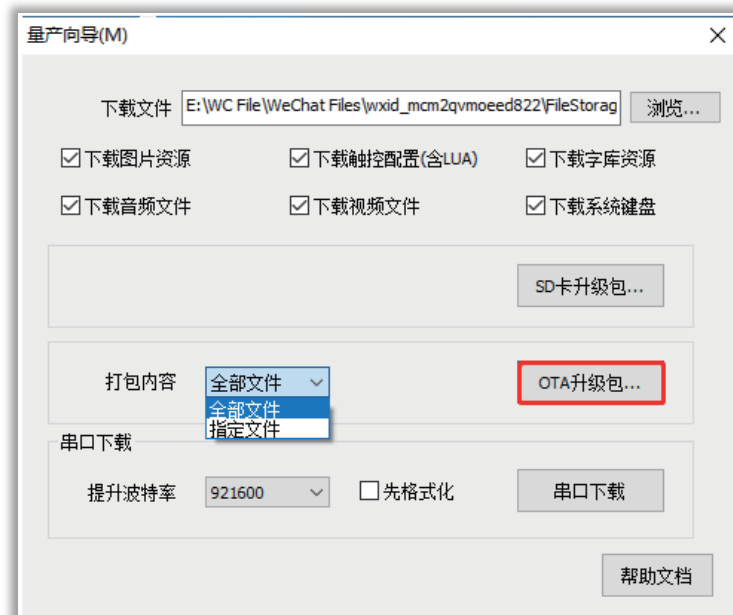 量产向导(M)
下载文件 E:\WC File\WeChat Files\wxid_mcm2qvmoeed822\FileStorag 浏览...
下载图片资源 下载触控配置(含LUA) 下载字库资源
下载音频文件 下载视频文件 下载系统键盘
SD卡升级包...
打包内容 全部文件 OTA升级包...
全部文件
指定文件
串口下载
提升波特率 921600 先格式化 串口下载
帮助文档